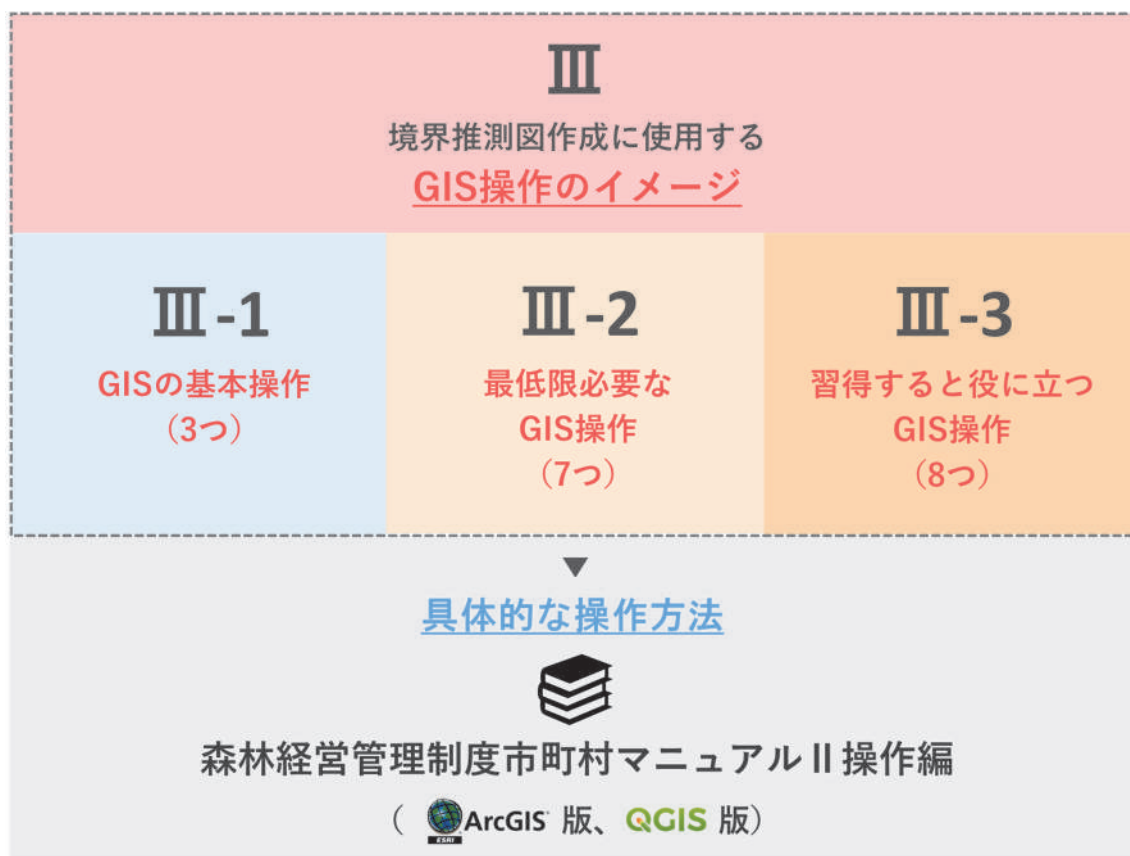 Ⅲ
境界推測図作成に使用する
GIS操作のイメージ
Ⅲ-1
GISの基本操作
（3つ）
Ⅲ-2
最低限必要な
GIS操作
（7つ）
Ⅲ-3
習得すると役に立つ
GIS操作
（8つ）
具体的な操作方法
森林経営管理制度市町村マニュアルⅡ操作編
（ ESRI ArcGIS 版、QGIS 版）